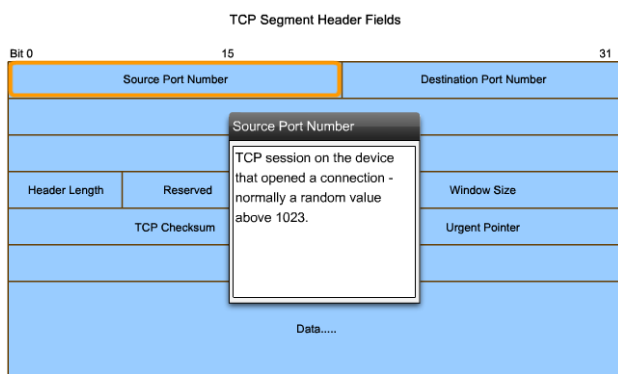 TCP Segment Header Fields
Bit 0 15 31
Source Port Number Destination Port Number
Source Port Number
TCP session on the device
that opened a connection -
normally a random value
above 1023.
Header Length Reserved Window Size
TCP Checksum Urgent Pointer
Data.....